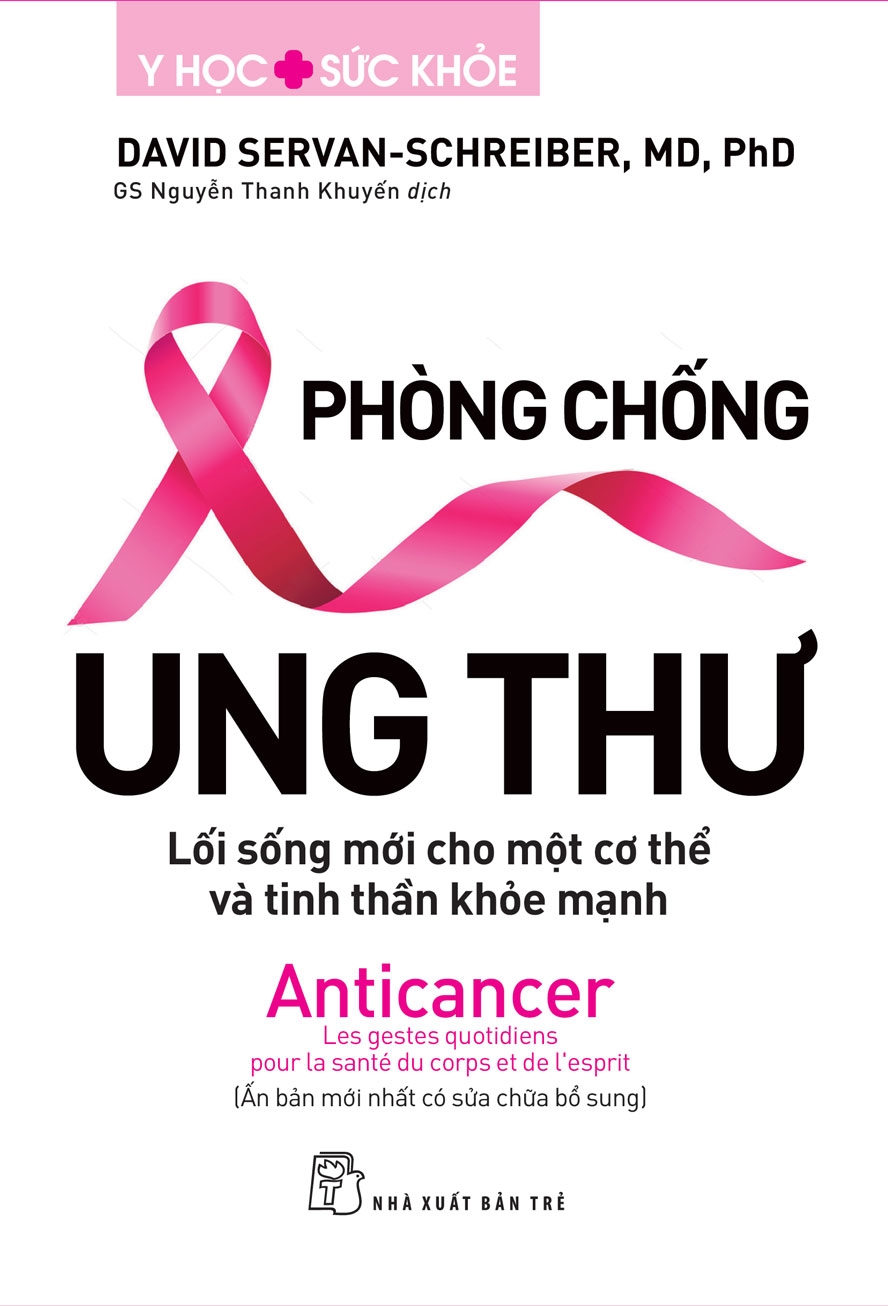 Y HỌC SỨC KHỎE
DAVID SERVAN-SCHREIBER, MD, PhD
GS Nguyễn Thanh Khuyến dịch
PHÒNG CHỐNG
UNG THƯ
Lối sống mới cho một cơ thể
và tinh thần khỏe mạnh
Anticancer
Les gestes quotidiens
pour la santé du corps et de l'esprit
(Ấn bản mới nhất có sửa chữa bổ sung)
T
NHÀ XUẤT BẢN TRẺ